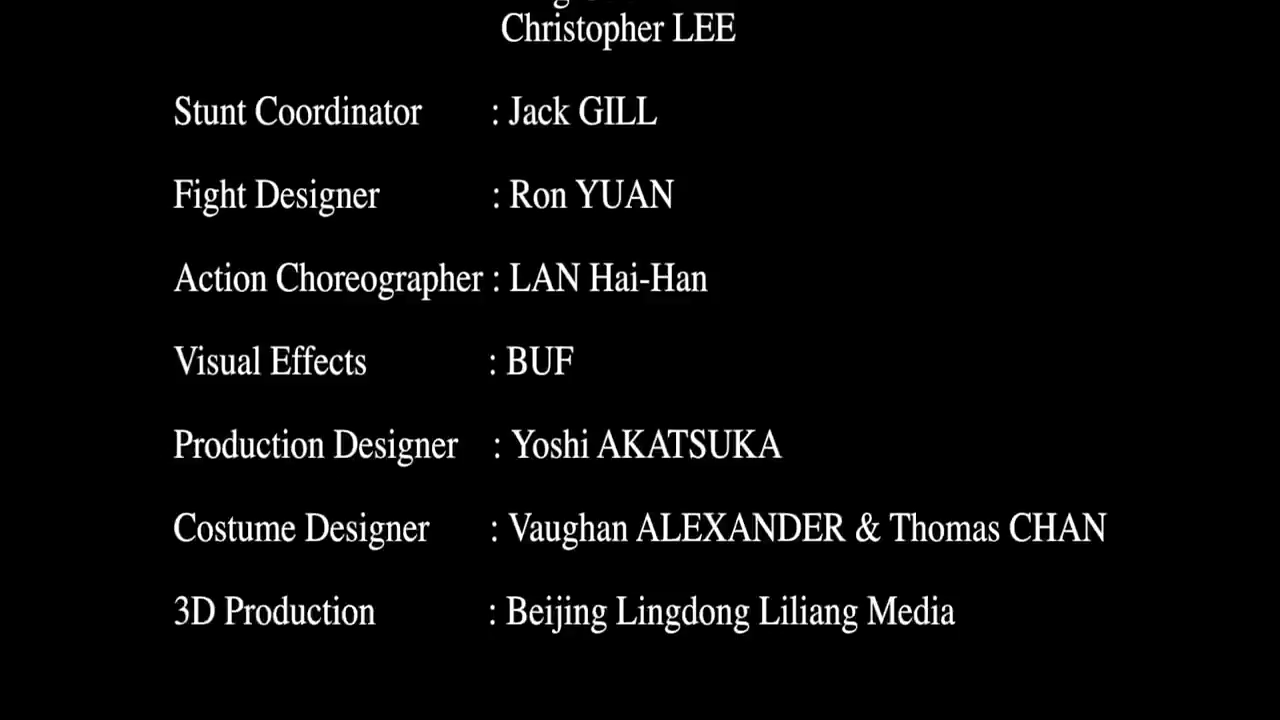 Christopher LEE
Stunt Coordinator : Jack GILL
Fight Designer : Ron YUAN
Action Choreographer : LAN Hai-Han
Visual Effects : BUF
Production Designer : Yoshi AKATSUKA
Costume Designer : Vaughan ALEXANDER & Thomas CHAN
3D Production : Beijing Lingdong Liliang Media